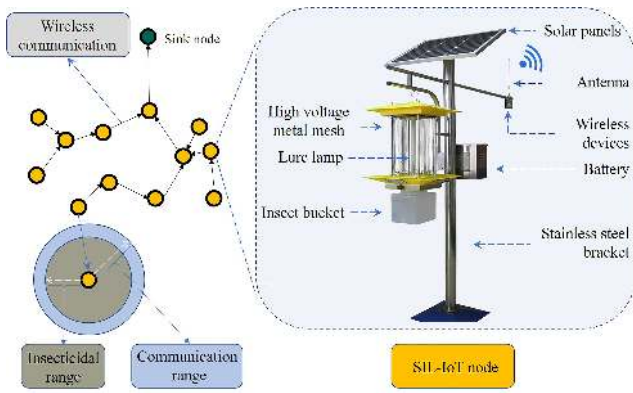 Wireless
communication
Sink node
Solar panels
Antenna
High voltage
metal mesh
Wireless
devices
Lure lamp
Battery
Insect bucket
Stainless steel
bracket
Insecticidal
range
Communication
range
SIL-IoT node